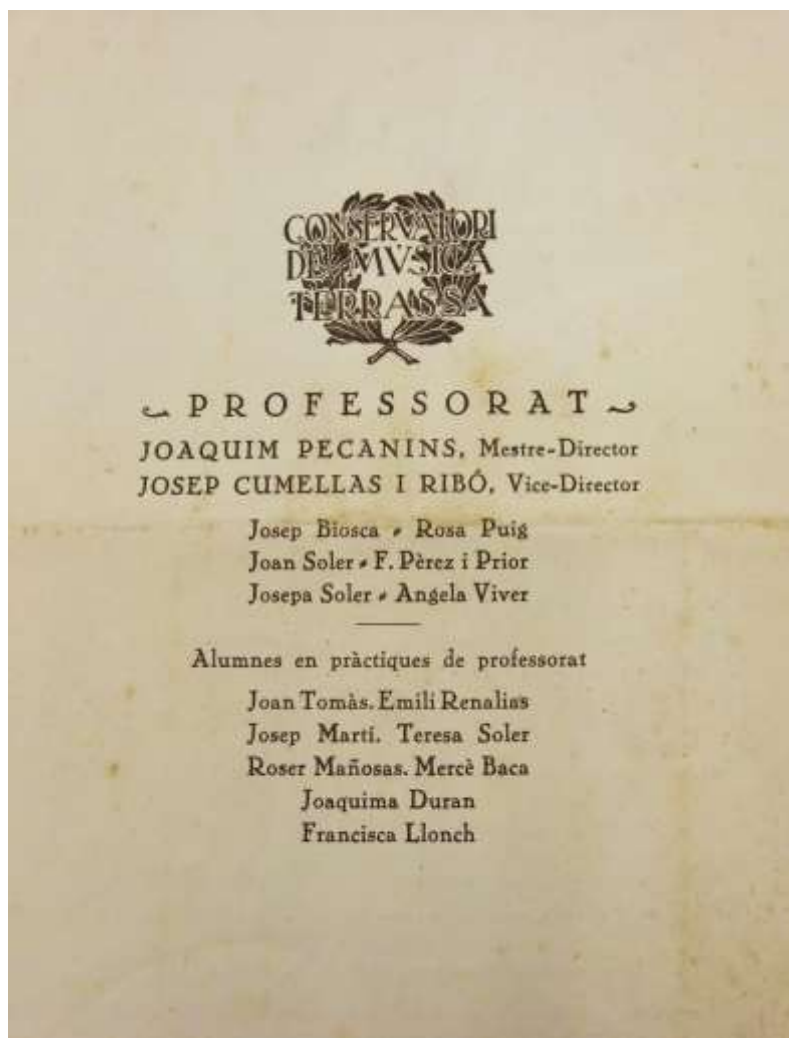 CONSERVATORI
DE MVSICA
TERRASSA
PROFESSORAT
JOAQUIM PECANINS, Mestre-Director
JOSEP CUMELLAS I RIBÓ, Vice-Director
Josep Biosca Rosa Puig
Joan Soler F. Pèrez i Prior
Josepa Soler Angela Viver
Alumnes en pràctiques de professorat
Joan Tomàs. Emili Renalias
Josep Martí. Teresa Soler
Roser Mañosas. Mercè Baca
Joaquima Duran
Francisca Llonch